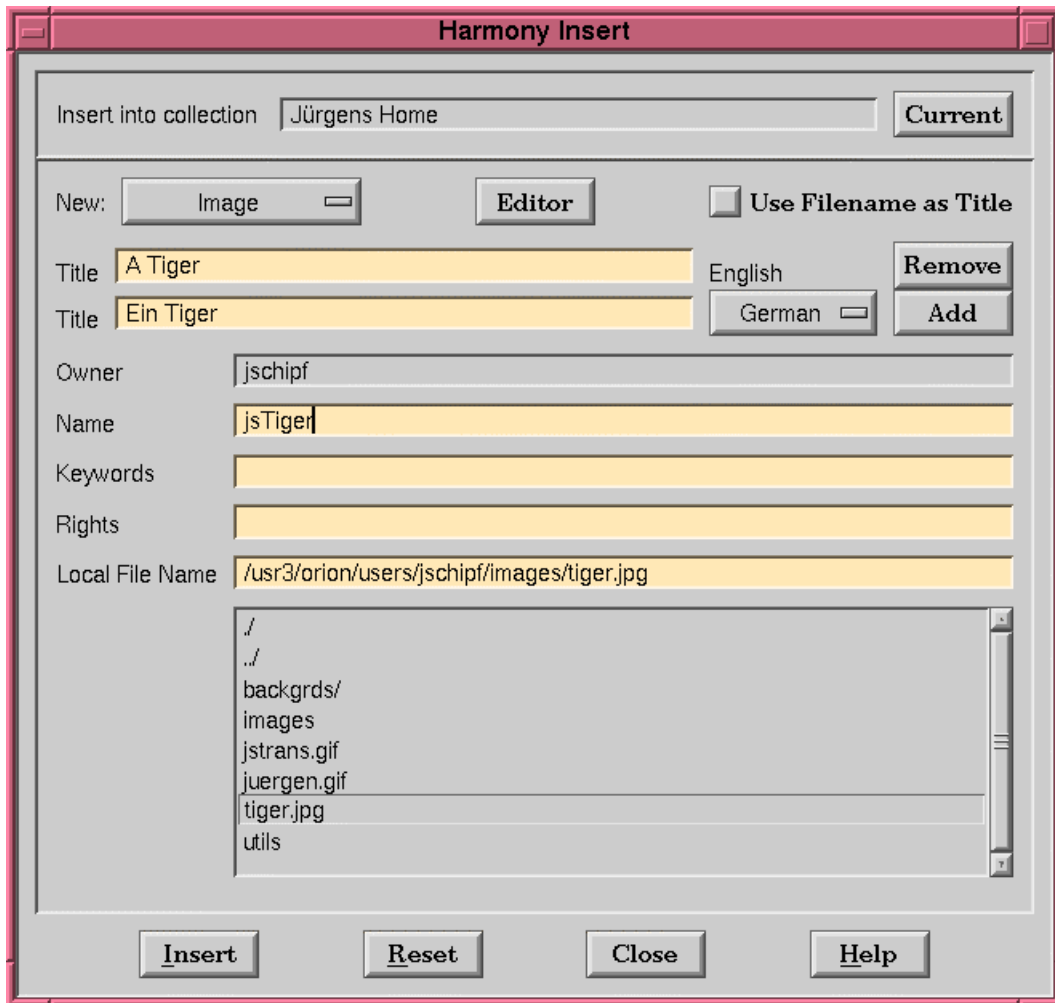 Harmony Insert
Insert into collection Jürgens Home Current
New: Image Editor Use Filename as Title
Title A Tiger English Remove
Title Ein Tiger German Add
Owner jschipf
Name jsTiger
Keywords
Rights
Local File Name /usr3/orion/users/jschipf/images/tiger.jpg
./
../
backgrds/
images
jstrans.gif
juergen.gif
tiger.jpg
utils
Insert Reset Close Help